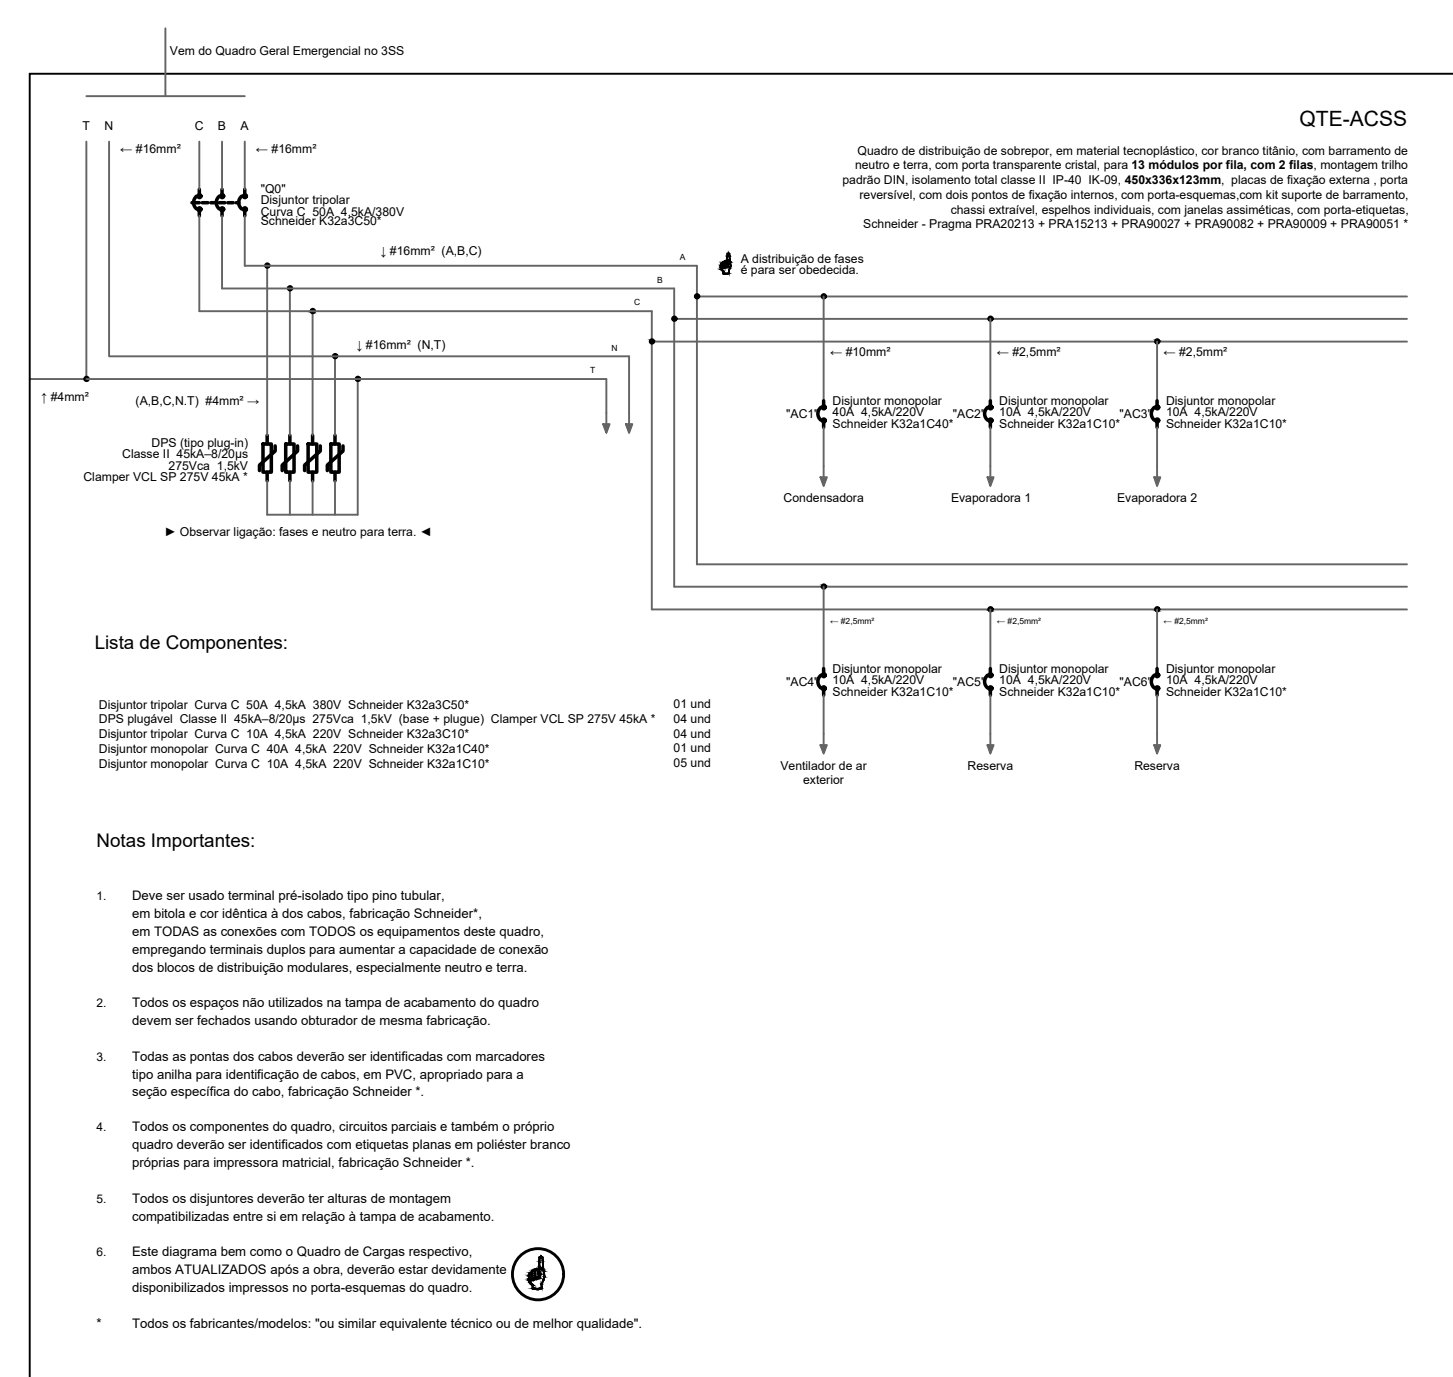 Vem do Quadro Geral Emergencial no 3SS
QTE-ACSS
Quadro de distribuição de sobrepor, em material tecnoplástico, cor branco titânio, com barramento de
neutro e terra, com porta transparente cristal, para 13 módulos por fila, com 2 filas, montagem trilho
padrão DIN, isolamento total classe II  IP-40  IK-09, 450x336x123mm,  placas de fixação externa , porta
reversível, com dois pontos de fixação internos, com porta-esquemas,com kit suporte de barramento,
chassi extraível, espelhos individuais, com janelas assiméticas, com porta-etiquetas,
Schneider - Pragma PRA20213 + PRA15213 + PRA90027 + PRA90082 + PRA90009 + PRA90051 *
T N C B A
← #16mm² ← #16mm²
"Q0"
Disjuntor tripolar
Curva C  50A  4,5kA/380V
Schneider K32a3C50*
↓ #16mm²  (A,B,C)
A
B
C
A distribuição de fases
é para ser obedecida.
↓ #16mm²  (N,T)
N
T
↑ #4mm²
(A,B,C,N.T)  #4mm² →
DPS (tipo plug-in)
Classe II  45kA–8/20µs
275Vca  1,5kV
Clamper VCL SP 275V 45kA *
► Observar ligação: fases e neutro para terra. ◄
← #10mm² ← #2,5mm² ← #2,5mm²
"AC1"
Disjuntor monopolar
40A  4,5kA/220V
Schneider K32a1C40*
Condensadora
"AC2"
Disjuntor monopolar
10A  4,5kA/220V
Schneider K32a1C10*
Evaporadora 1
"AC3"
Disjuntor monopolar
10A  4,5kA/220V
Schneider K32a1C10*
Evaporadora 2
← #2,5mm² ← #2,5mm² ← #2,5mm²
"AC4"
Disjuntor monopolar
10A  4,5kA/220V
Schneider K32a1C10*
Ventilador de ar
exterior
"AC5"
Disjuntor monopolar
10A  4,5kA/220V
Schneider K32a1C10*
Reserva
"AC6"
Disjuntor monopolar
10A  4,5kA/220V
Schneider K32a1C10*
Reserva
Lista de Componentes:
Disjuntor tripolar  Curva C  50A  4,5kA  380V  Schneider K32a3C50* 01 und
DPS plugável  Classe II  45kA–8/20µs  275Vca  1,5kV  (base + plugue)  Clamper VCL SP 275V 45kA * 04 und
Disjuntor tripolar  Curva C  10A  4,5kA  220V  Schneider K32a3C10* 04 und
Disjuntor monopolar  Curva C  40A  4,5kA  220V  Schneider K32a1C40* 01 und
Disjuntor monopolar  Curva C  10A  4,5kA  220V  Schneider K32a1C10* 05 und
Notas Importantes:
1. Deve ser usado terminal pré-isolado tipo pino tubular,
em bitola e cor idêntica à dos cabos, fabricação Schneider*,
em TODAS as conexões com TODOS os equipamentos deste quadro,
empregando terminais duplos para aumentar a capacidade de conexão
dos blocos de distribuição modulares, especialmente neutro e terra.
2. Todos os espaços não utilizados na tampa de acabamento do quadro
devem ser fechados usando obturador de mesma fabricação.
3. Todas as pontas dos cabos deverão ser identificadas com marcadores
tipo anilha para identificação de cabos, em PVC, apropriado para a
seção específica do cabo, fabricação Schneider *.
4. Todos os componentes do quadro, circuitos parciais e também o próprio
quadro deverão ser identificados com etiquetas planas em poliéster branco
próprias para impressora matricial, fabricação Schneider *.
5. Todos os disjuntores deverão ter alturas de montagem
compatibilizadas entre si em relação à tampa de acabamento.
6. Este diagrama bem como o Quadro de Cargas respectivo,
ambos ATUALIZADOS após a obra, deverão estar devidamente
disponibilizados impressos no porta-esquemas do quadro.
* Todos os fabricantes/modelos: "ou similar equivalente técnico ou de melhor qualidade".